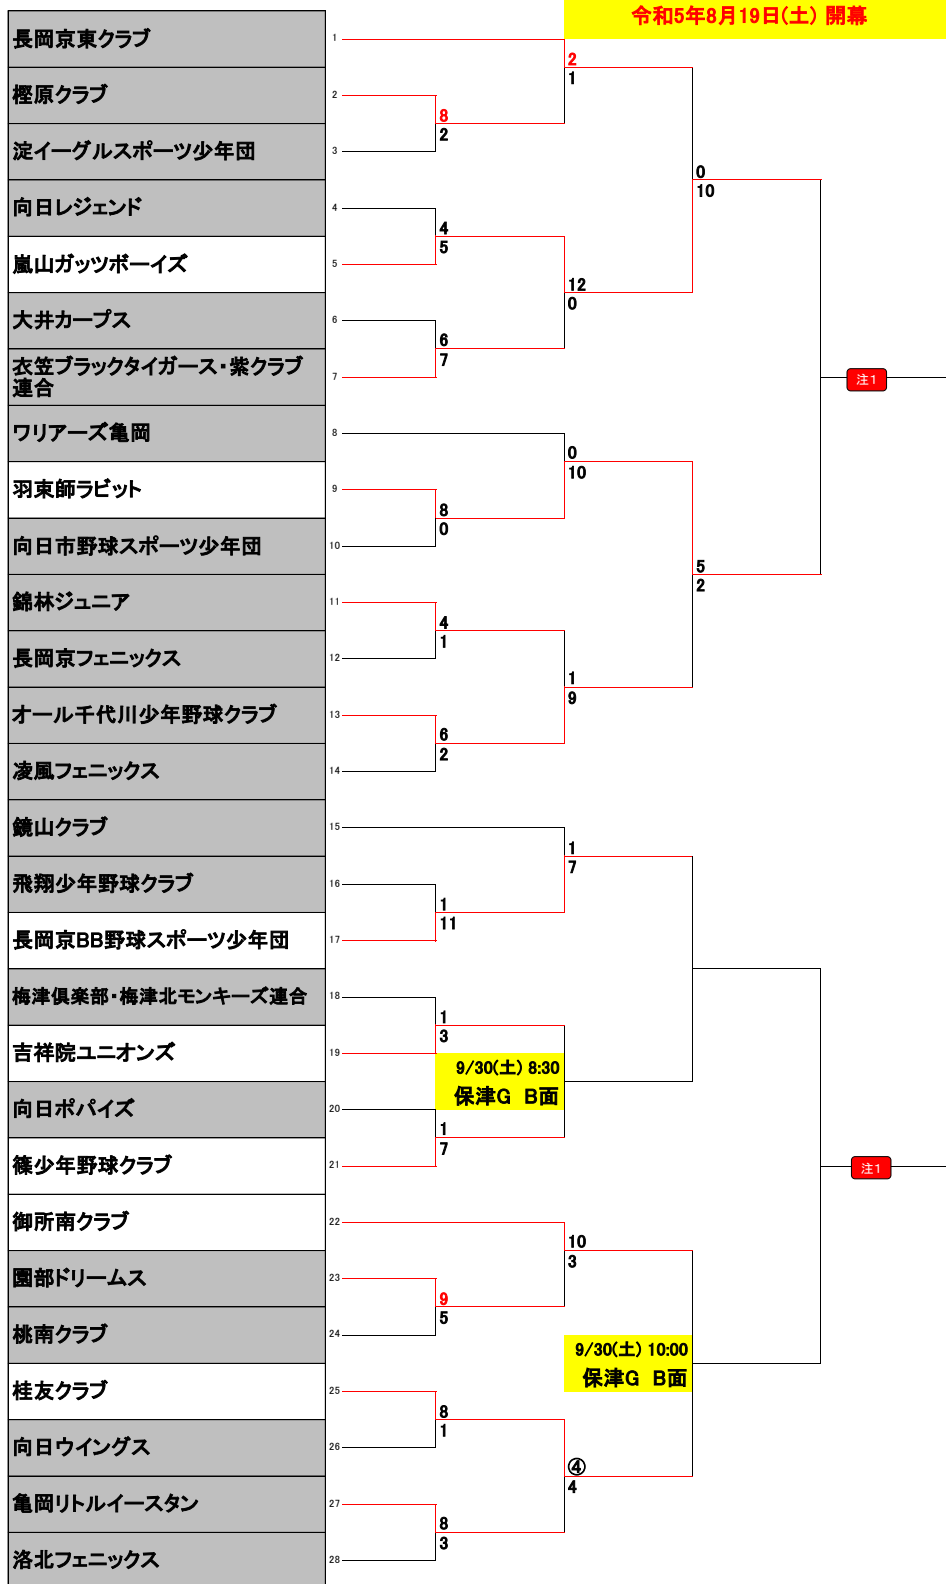 令和5年8月19日(土) 開幕
長岡京東クラブ
1
2
1
樫原クラブ
2
8
2
淀イーグルスポーツ少年団
3
0
10
向日レジェンド
4
4
5
嵐山ガッツボーイズ
5
12
0
大井カープス
6
6
7
衣笠ブラックタイガース・紫クラブ
連合
7
注1
ワリアーズ亀岡
8
0
10
羽束師ラビット
9
8
0
向日市野球スポーツ少年団
10
5
2
錦林ジュニア
11
4
1
長岡京フェニックス
12
1
9
オール千代川少年野球クラブ
13
6
2
凌風フェニックス
14
鏡山クラブ
15
1
7
飛翔少年野球クラブ
16
1
11
長岡京BB野球スポーツ少年団
17
梅津倶楽部・梅津北モンキーズ連合
18
1
3
吉祥院ユニオンズ
19
9/30(土) 8:30
保津G B面
向日ポパイズ
20
1
7
篠少年野球クラブ
21
注1
御所南クラブ
22
10
3
園部ドリームス
23
9
5
桃南クラブ
24
9/30(土) 10:00
保津G B面
桂友クラブ
25
8
1
向日ウイングス
26
④
4
亀岡リトルイースタン
27
8
3
洛北フェニックス
28